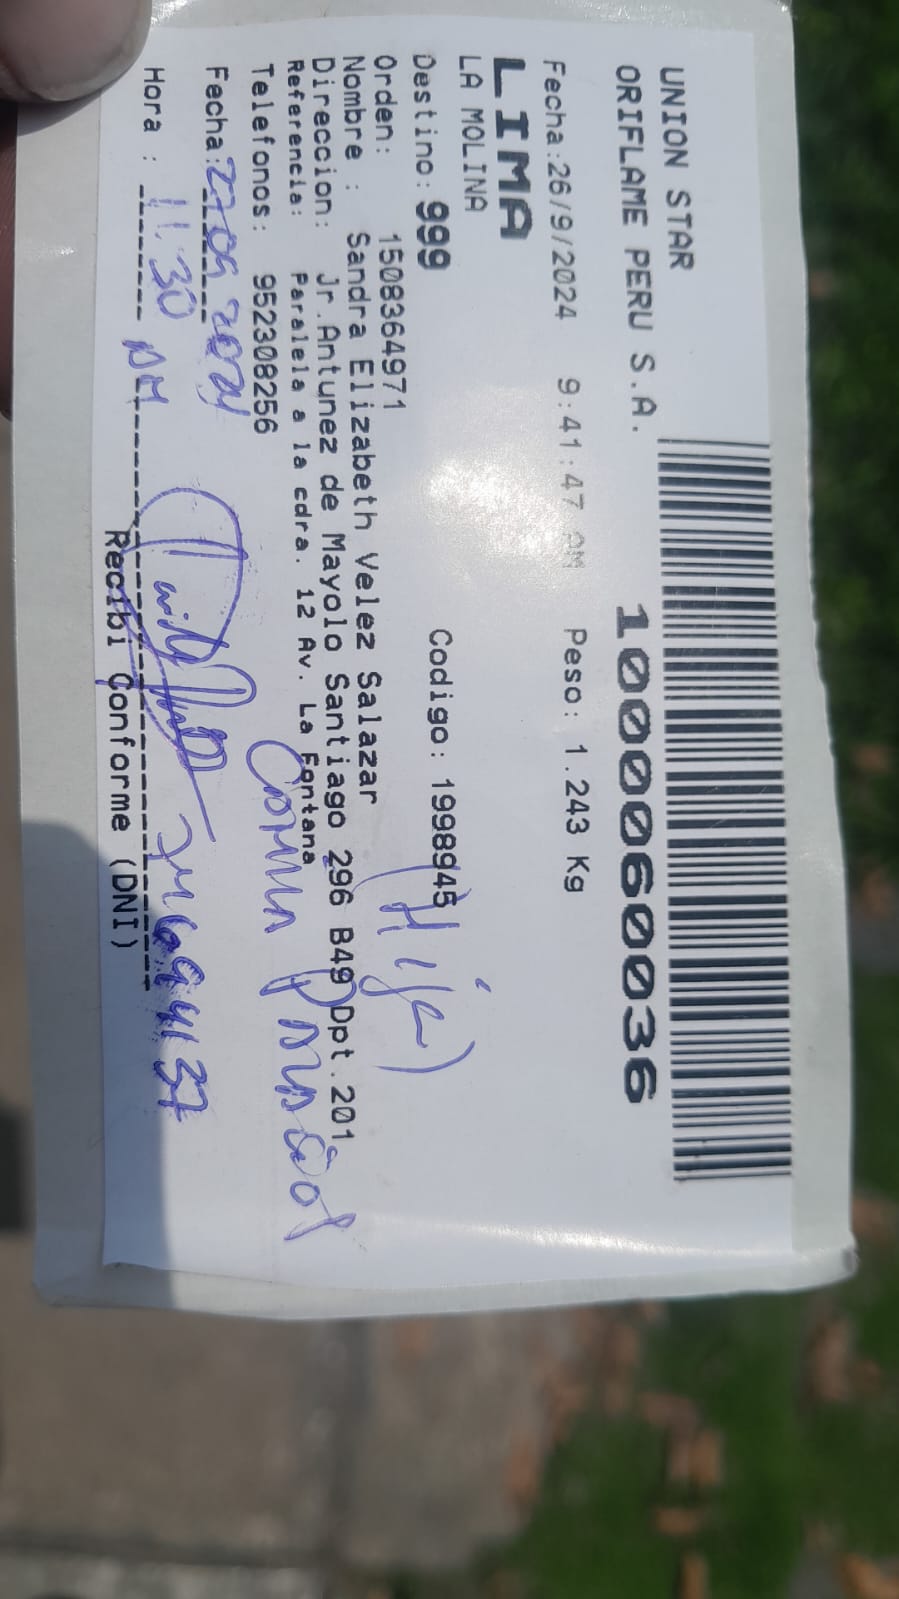 UNION STAR
ORIFLAME PERU S.A. 10000600036
Fecha:26/9/2024 9:41:47 AM Peso: 1.243 Kg
LIMA
LA MOLINA
Destino: 999 Codigo: 1998945
(Hija)
Orden: 1508364971
Nombre : Sandra Elizabeth Velez Salazar
Direccion: Jr.Antunez de Mayolo Santiago 296 B49 Dpt.201
Referencia: Paralela a la cdra. 12 Av. La Fontana
Telefonos: 952308256
Fecha: 27 09 2024
Hora : 11:30 AM
Recibi Conforme (DNI)